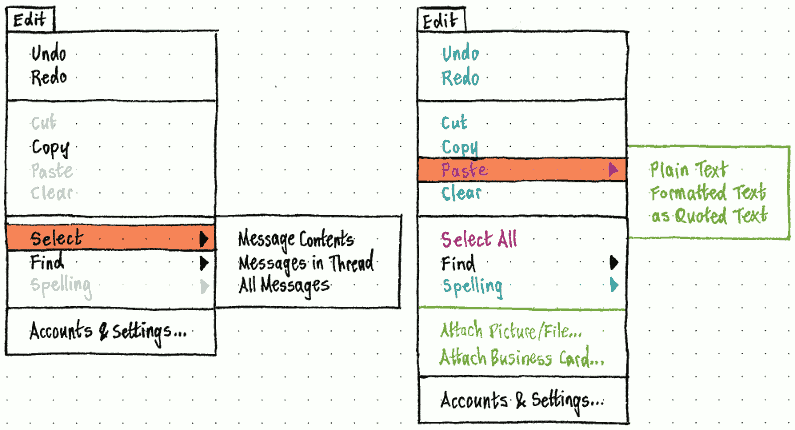 Edit
Undo
Redo
Cut
Copy
Paste
Clear
Select
Find
Spelling
Accounts & Settings...
Message Contents
Messages in Thread
All Messages
Edit
Undo
Redo
Cut
Copy
Paste
Clear
Select All
Find
Spelling
Attach Picture/File...
Attach Business Card...
Accounts & Settings...
Plain Text
Formatted Text
as Quoted Text